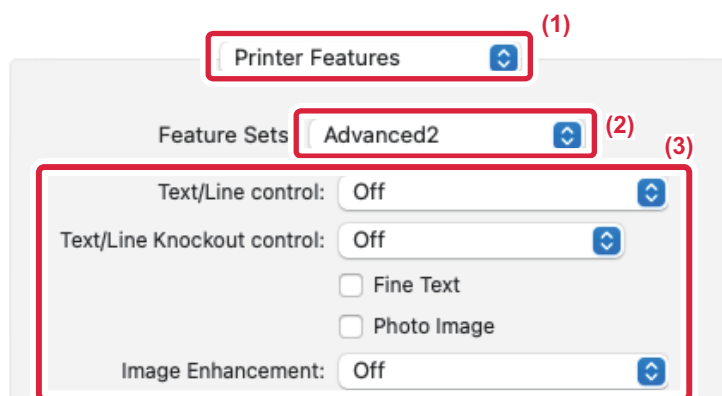 (1)
Printer Features
Feature Sets Advanced2 (2)
(3)
Text/Line control: Off
Text/Line Knockout control: Off
Fine Text
Photo Image
Image Enhancement: Off